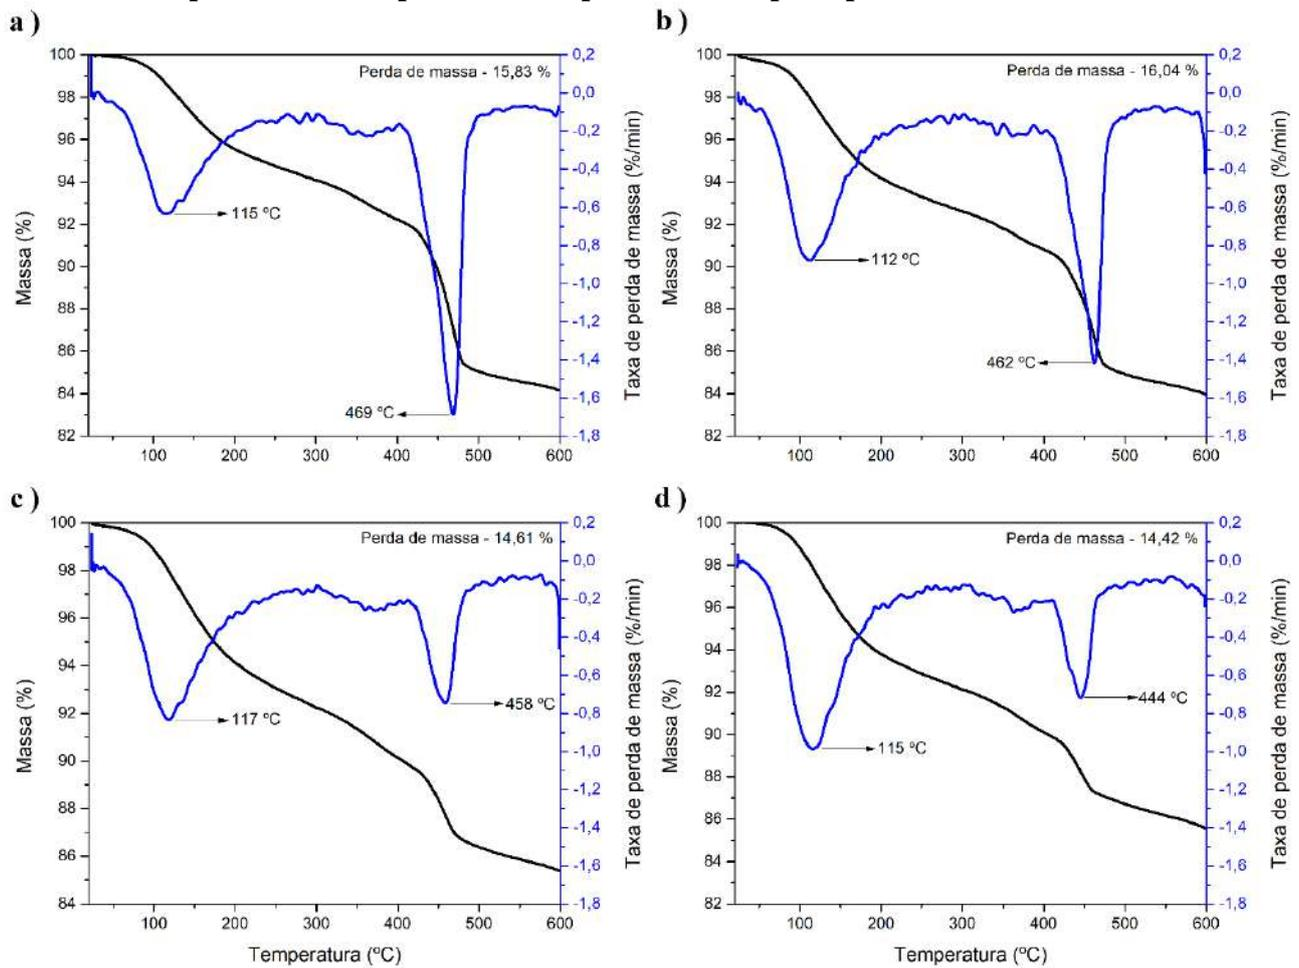 a )
Perda de massa - 15,83 %
115 ºC
469 ºC
Massa (%)
100
98
96
94
92
90
88
86
84
82
0,2
0,0
-0,2
-0,4
-0,6
-0,8
-1,0
-1,2
-1,4
-1,6
-1,8
Taxa de perda de massa (%/min)
100 200 300 400 500 600
b )
Perda de massa - 16,04 %
112 ºC
462 ºC
Massa (%)
100
98
96
94
92
90
88
86
84
82
0,2
0,0
-0,2
-0,4
-0,6
-0,8
-1,0
-1,2
-1,4
-1,6
-1,8
Taxa de perda de massa (%/min)
100 200 300 400 500 600
c )
Perda de massa - 14,61 %
117 ºC
458 ºC
Massa (%)
100
98
96
94
92
90
88
86
84
0,2
0,0
-0,2
-0,4
-0,6
-0,8
-1,0
-1,2
-1,4
-1,6
-1,8
Taxa de perda de massa (%/min)
100 200 300 400 500 600
Temperatura (ºC)
d )
Perda de massa - 14,42 %
115 ºC
444 ºC
Massa (%)
100
98
96
94
92
90
88
86
84
82
0,2
0,0
-0,2
-0,4
-0,6
-0,8
-1,0
-1,2
-1,4
-1,6
-1,8
Taxa de perda de massa (%/min)
100 200 300 400 500 600
Temperatura (ºC)